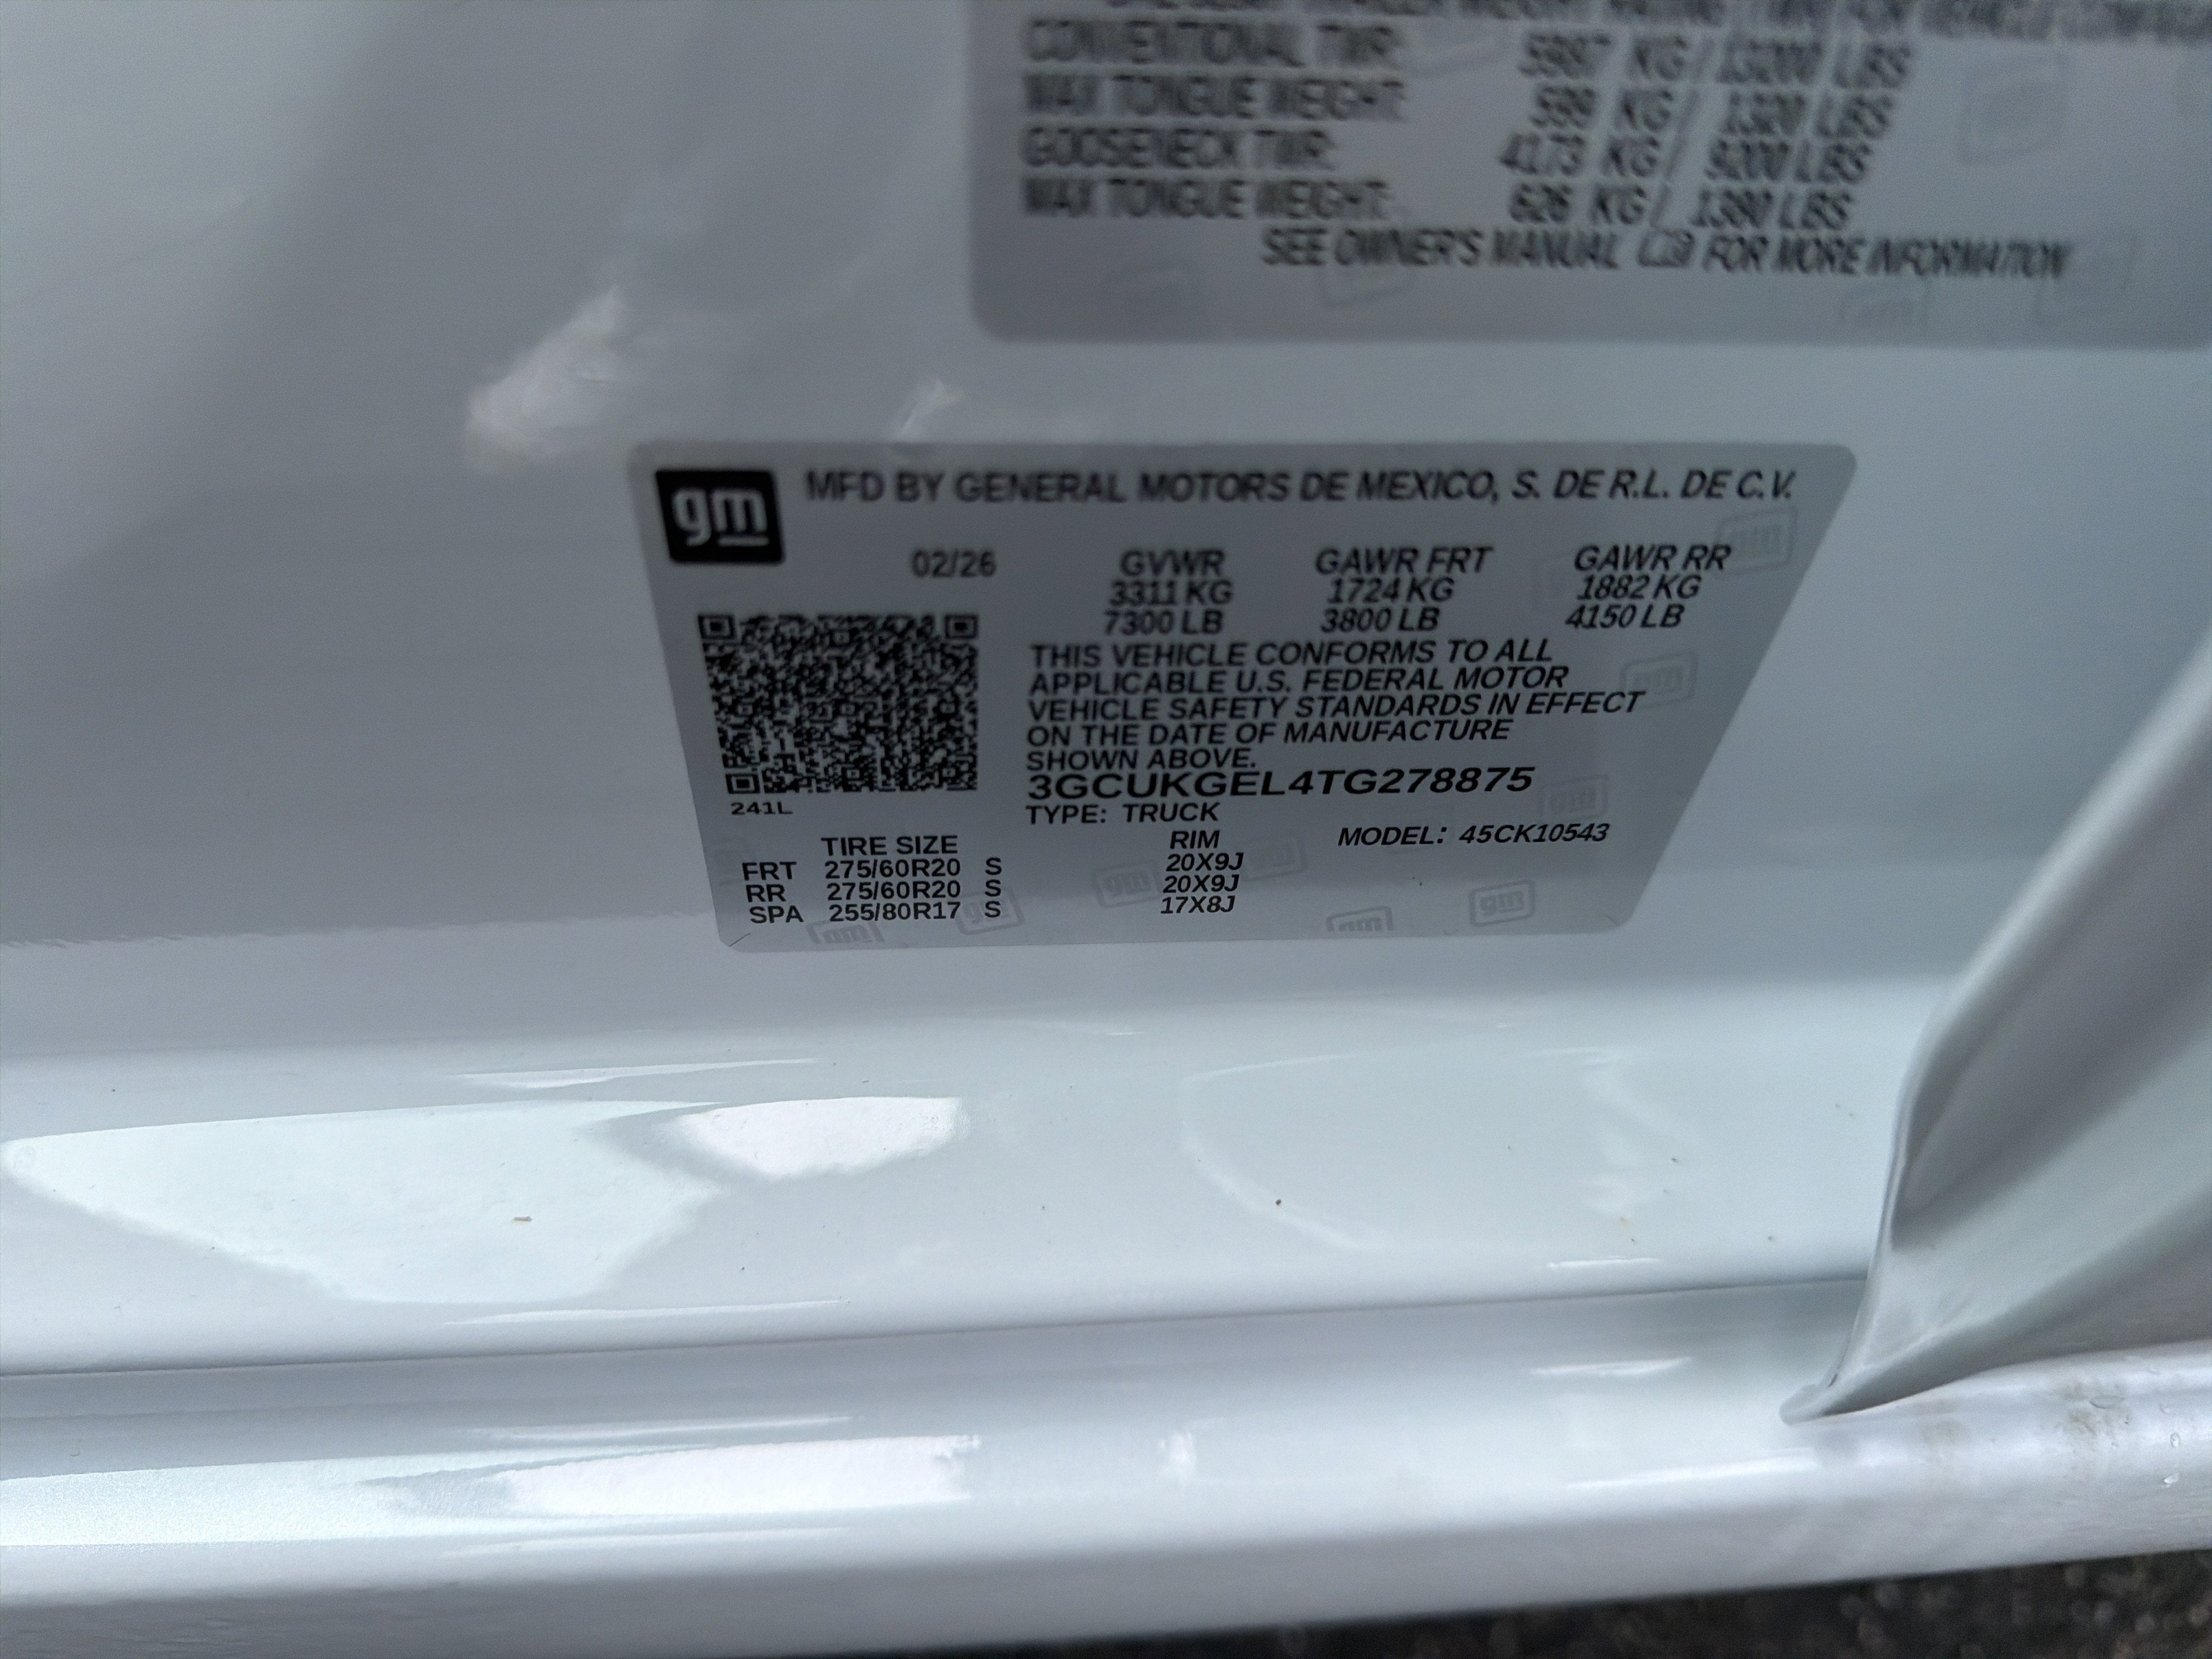 CONVENTIONAL TWR: 5987 KG / 13200 LBS
MAX TONGUE WEIGHT: 599 KG / 1320 LBS
GOOSENECK TWR: 4173 KG / 9200 LBS
MAX TONGUE WEIGHT: 626 KG / 1380 LBS
SEE OWNER'S MANUAL FOR MORE INFORMATION
gm MFD BY GENERAL MOTORS DE MEXICO, S. DE R.L. DE C.V.
02/26 GVWR GAWR FRT GAWR RR
3311 KG 1724 KG 1882 KG
7300 LB 3800 LB 4150 LB
THIS VEHICLE CONFORMS TO ALL
APPLICABLE U.S. FEDERAL MOTOR
VEHICLE SAFETY STANDARDS IN EFFECT
ON THE DATE OF MANUFACTURE
SHOWN ABOVE.
3GCUKGEL4TG278875
241L
TYPE: TRUCK
TIRE SIZE RIM MODEL: 45CK10543
FRT 275/60R20 S 20X9J
RR 275/60R20 S 20X9J
SPA 255/80R17 S 17X8J